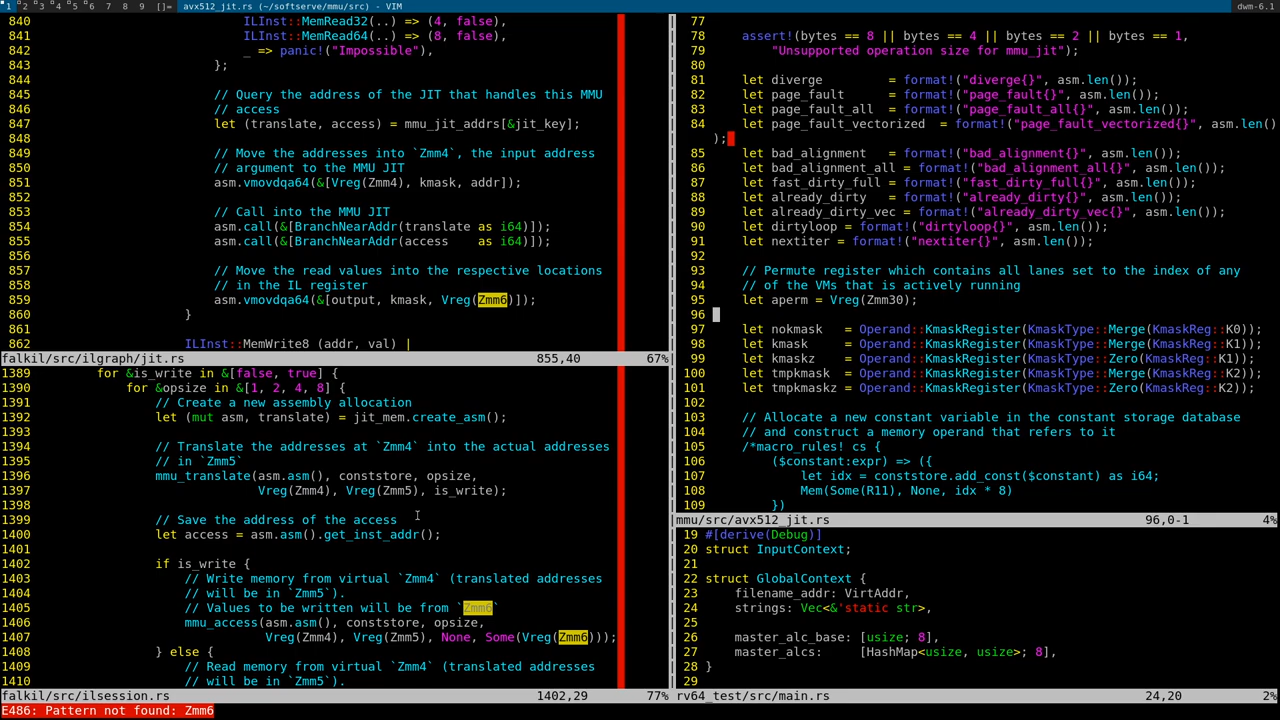 1 2 3 4 5 6 7 8 9 []= avx512_jit.rs (~/softserve/mmu/src) - VIM dwm-6.1
840 ILInst::MemRead32(..) => (4, false),
841 ILInst::MemRead64(..) => (8, false),
842 _ => panic!("Impossible"),
843 };
844
845 // Query the address of the JIT that handles this MMU
846 // access
847 let (translate, access) = mmu_jit_addrs[&jit_key];
848
849 // Move the addresses into `Zmm4`, the input address
850 // argument to the MMU JIT
851 asm.vmovdqa64(&[Vreg(Zmm4), kmask, addr]);
852
853 // Call into the MMU JIT
854 asm.call(&[BranchNearAddr(translate as i64)]);
855 asm.call(&[BranchNearAddr(access as i64)]);
856
857 // Move the read values into the respective locations
858 // in the IL register
859 asm.vmovdqa64(&[output, kmask, Vreg(Zmm6)]);
860 }
861
862 ILInst::MemWrite8 (addr, val) |
falkil/src/ilgraph/jit.rs 855,40 67%
1389 for &is_write in &[false, true] {
1390 for &opsize in &[1, 2, 4, 8] {
1391 // Create a new assembly allocation
1392 let (mut asm, translate) = jit_mem.create_asm();
1393
1394 // Translate the addresses at `Zmm4` into the actual addresses
1395 // in `Zmm5`
1396 mmu_translate(asm.asm(), conststore, opsize,
1397 Vreg(Zmm4), Vreg(Zmm5), is_write);
1398
1399 // Save the address of the access
1400 let access = asm.asm().get_inst_addr();
1401
1402 if is_write {
1403 // Write memory from virtual `Zmm4` (translated addresses
1404 // will be in `Zmm5`).
1405 // Values to be written will be from `Zmm6`
1406 mmu_access(asm.asm(), conststore, opsize,
1407 Vreg(Zmm4), Vreg(Zmm5), None, Some(Vreg(Zmm6)));
1408 } else {
1409 // Read memory from virtual `Zmm4` (translated addresses
1410 // will be in `Zmm5`).
falkil/src/ilsession.rs 1402,29 77%
77
78 assert!(bytes == 8 || bytes == 4 || bytes == 2 || bytes == 1,
79 "Unsupported operation size for mmu_jit");
80
81 let diverge = format!("diverge{}", asm.len());
82 let page_fault = format!("page_fault{}", asm.len());
83 let page_fault_all = format!("page_fault_all{}", asm.len());
84 let page_fault_vectorized = format!("page_fault_vectorized{}", asm.len()
);
85 let bad_alignment = format!("bad_alignment{}", asm.len());
86 let bad_alignment_all = format!("bad_alignment_all{}", asm.len());
87 let fast_dirty_full = format!("fast_dirty_full{}", asm.len());
88 let already_dirty = format!("already_dirty{}", asm.len());
89 let already_dirty_vec = format!("already_dirty_vec{}", asm.len());
90 let dirtyloop = format!("dirtyloop{}", asm.len());
91 let nextiter = format!("nextiter{}", asm.len());
92
93 // Permute register which contains all lanes set to the index of any
94 // of the VMs that is actively running
95 let aperm = Vreg(Zmm30);
96
97 let nokmask = Operand::KmaskRegister(KmaskType::Merge(KmaskReg::K0));
98 let kmask = Operand::KmaskRegister(KmaskType::Merge(KmaskReg::K1));
99 let kmaskz = Operand::KmaskRegister(KmaskType::Zero(KmaskReg::K1));
100 let tmpkmask = Operand::KmaskRegister(KmaskType::Merge(KmaskReg::K2));
101 let tmpkmaskz = Operand::KmaskRegister(KmaskType::Zero(KmaskReg::K2));
102
103 // Allocate a new constant variable in the constant storage database
104 // and construct a memory operand that refers to it
105 /*macro_rules! cs {
106 ($constant:expr) => ({
107 let idx = conststore.add_const($constant) as i64;
108 Mem(Some(R11), None, idx * 8)
109 })
mmu/src/avx512_jit.rs 96,0-1 4%
19 #[derive(Debug)]
20 struct InputContext;
21
22 struct GlobalContext {
23 filename_addr: VirtAddr,
24 strings: Vec<&'static str>,
25
26 master_alc_base: [usize; 8],
27 master_alcs: [HashMap<usize, usize>; 8],
28 }
29
rv64_test/src/main.rs 24,20 2%
E486: Pattern not found: Zmm6